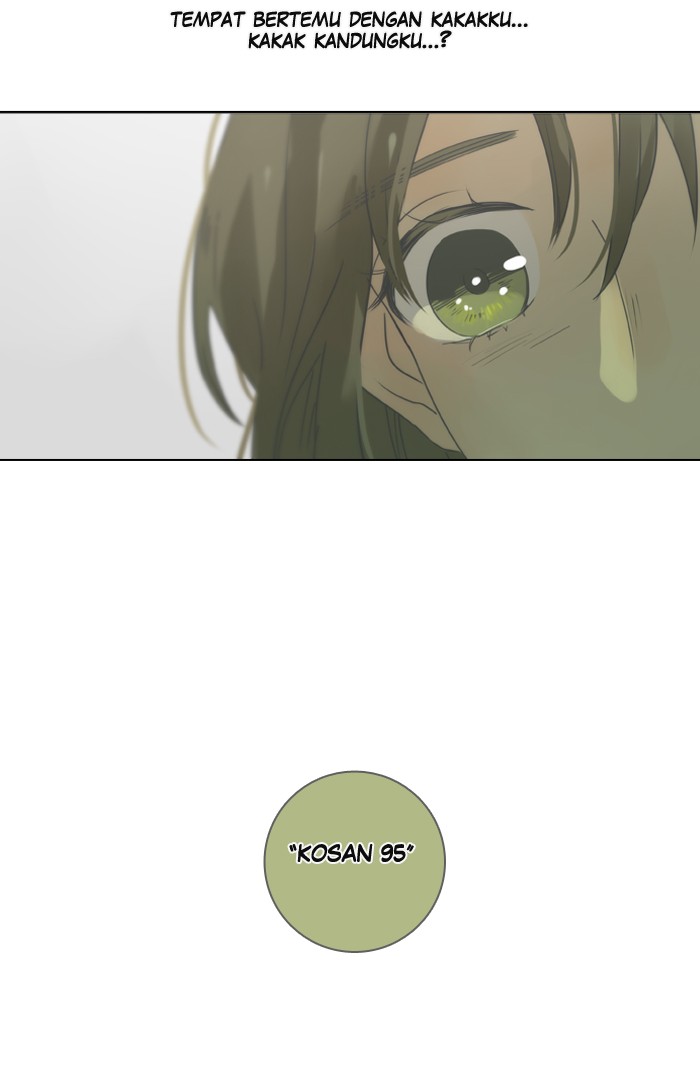 TEMPAT BERTEMU DENGAN KAKAKKU...
KAKAK KANDUNGKU...?
"KOSAN 95"